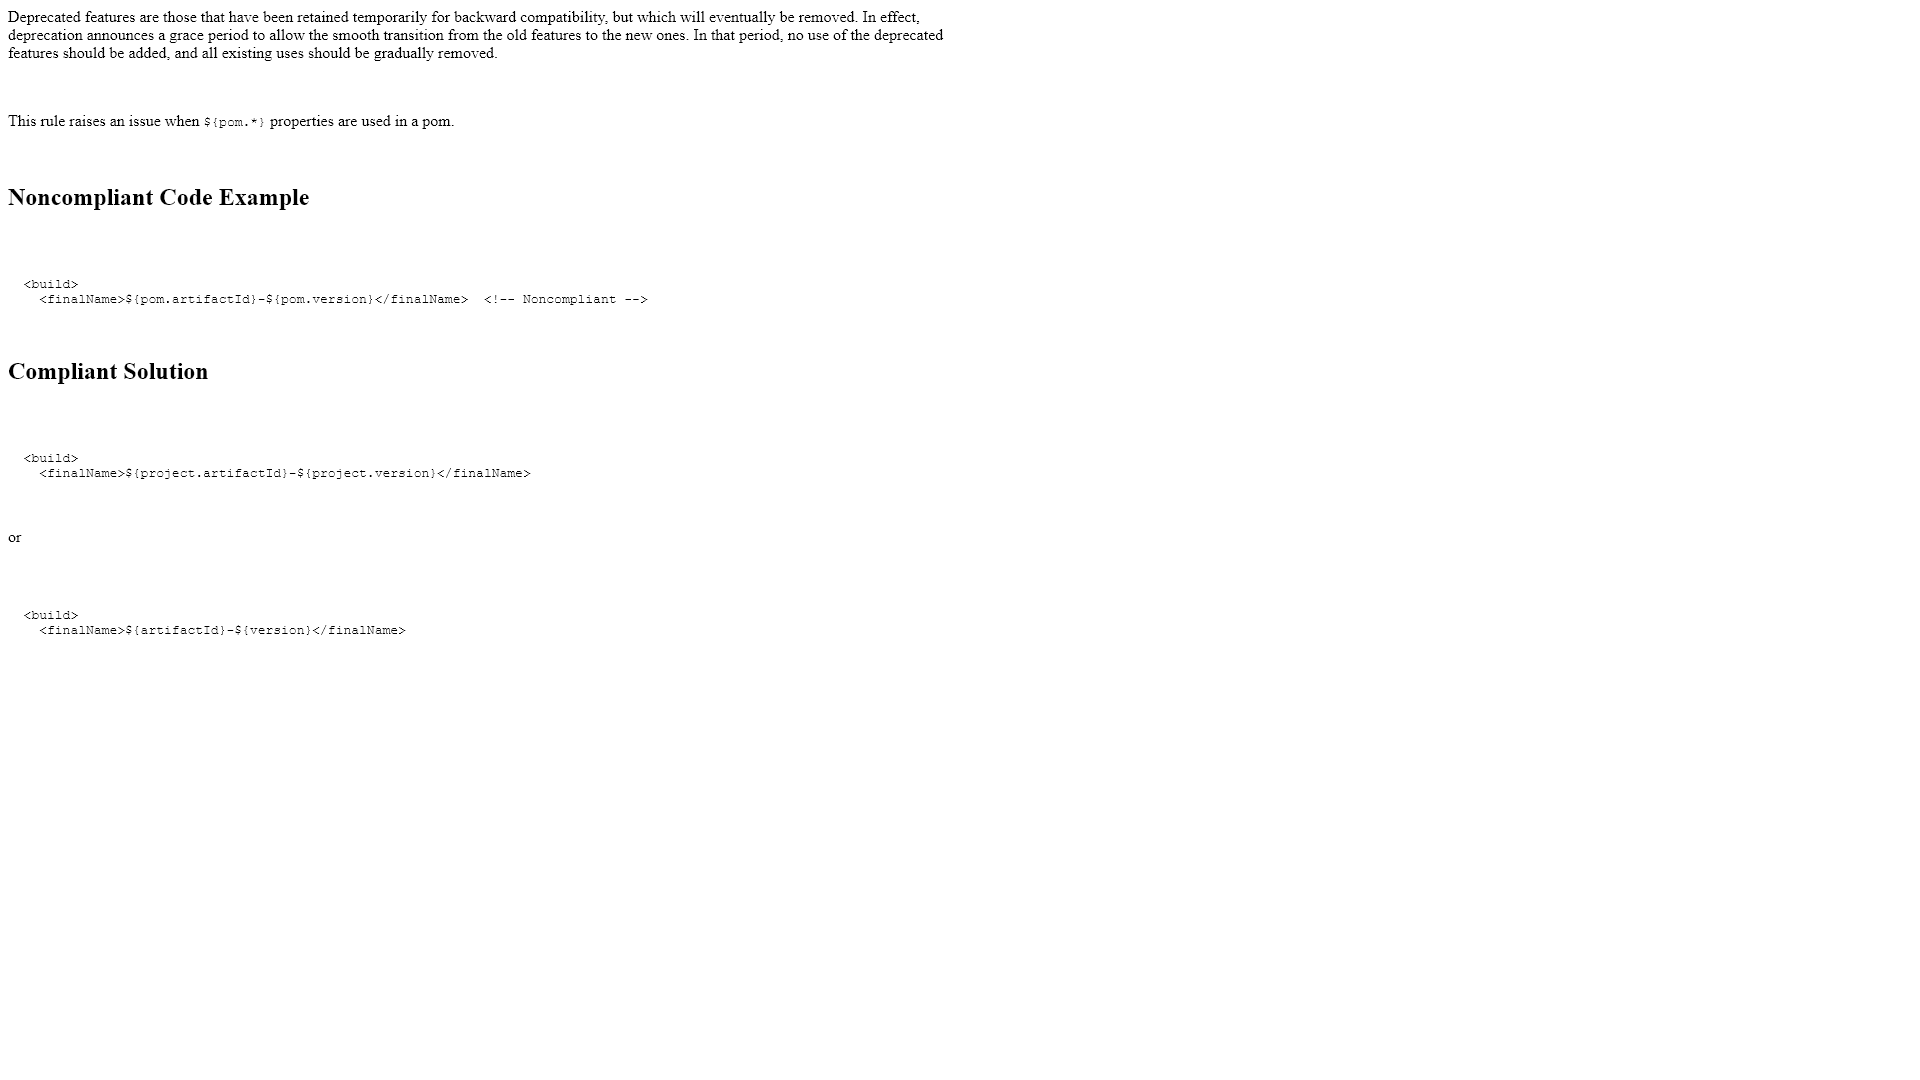 Deprecated features are those that have been retained temporarily for backward compatibility, but which will eventually be removed. In effect,
deprecation announces a grace period to allow the smooth transition from the old features to the new ones. In that period, no use of the deprecated
features should be added, and all existing uses should be gradually removed.
This rule raises an issue when ${pom.*} properties are used in a pom.
Noncompliant Code Example
<build>
  <finalName>${pom.artifactId}-${pom.version}</finalName>  <!-- Noncompliant -->
Compliant Solution
<build>
  <finalName>${project.artifactId}-${project.version}</finalName>
or
<build>
  <finalName>${artifactId}-${version}</finalName>